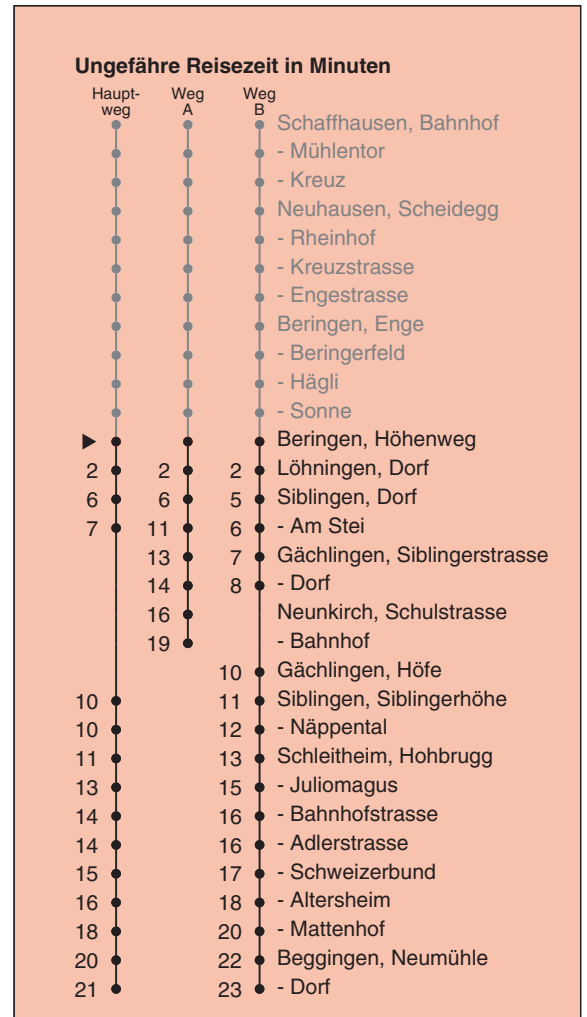 Ungefähre Reisezeit in Minuten
Haupt- Weg Weg
weg A B
Schaffhausen, Bahnhof
- Mühlentor
- Kreuz
Neuhausen, Scheidegg
- Rheinhof
- Kreuzstrasse
- Engestrasse
Beringen, Enge
- Beringerfeld
- Hägli
- Sonne
Beringen, Höhenweg
2 2 2 Löhningen, Dorf
6 6 5 Siblingen, Dorf
7 11 6 - Am Stei
13 7 Gächlingen, Siblingerstrasse
14 8 - Dorf
16 Neunkirch, Schulstrasse
19 - Bahnhof
10 Gächlingen, Höfe
10 11 Siblingen, Siblingerhöhe
10 12 - Näppental
11 13 Schleitheim, Hohbrugg
13 15 - Juliomagus
14 16 - Bahnhofstrasse
14 16 - Adlerstrasse
15 17 - Schweizerbund
16 18 - Altersheim
18 20 - Mattenhof
20 22 Beggingen, Neumühle
21 23 - Dorf